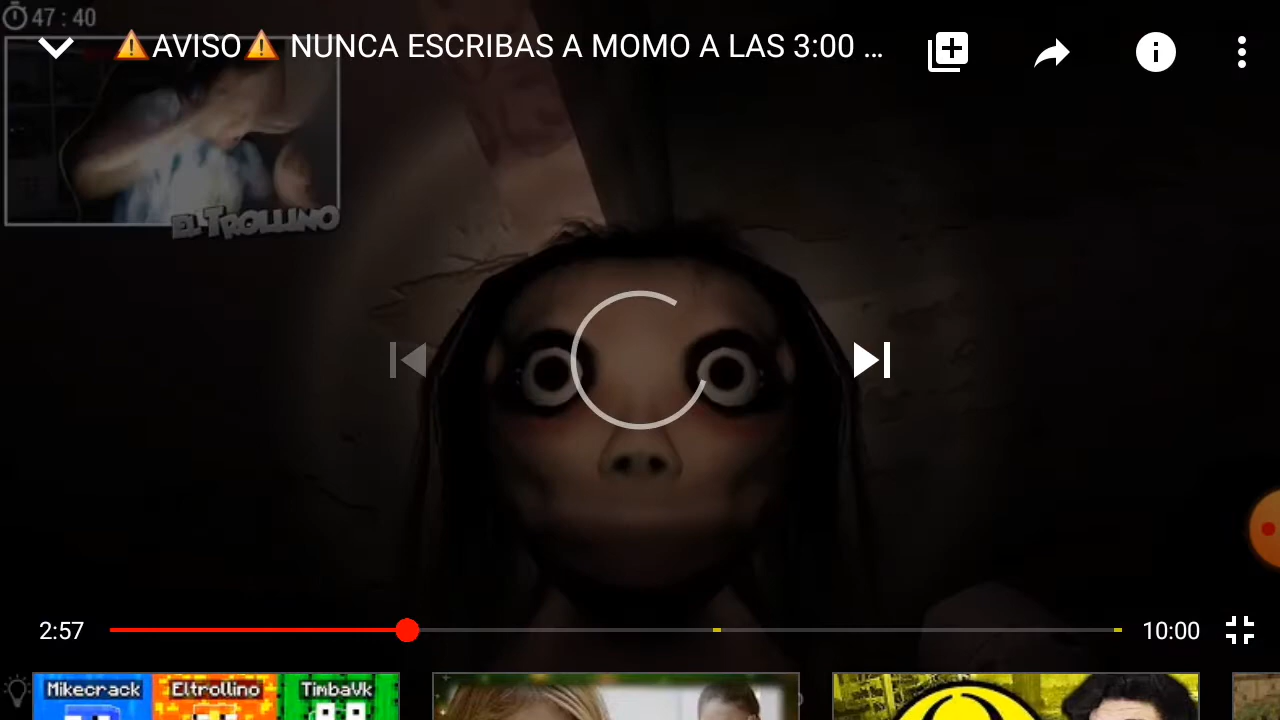 47 : 40
⚠️AVISO⚠️ NUNCA ESCRIBAS A MOMO A LAS 3:00 ...
ELTROLLINO
2:57
10:00
Mikecrack
Eltrollino
TimbaVk